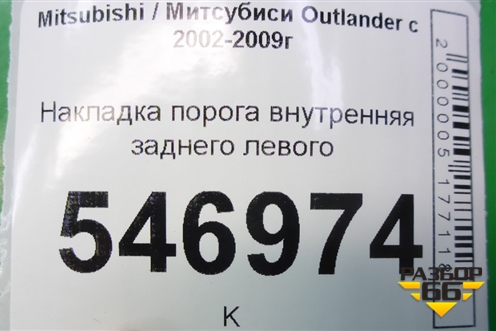 Mitsubishi / Митсубиси Outlander с
2002-2009г
Накладка порога внутренняя
заднего левого
546974
К
РАЗБОР
66